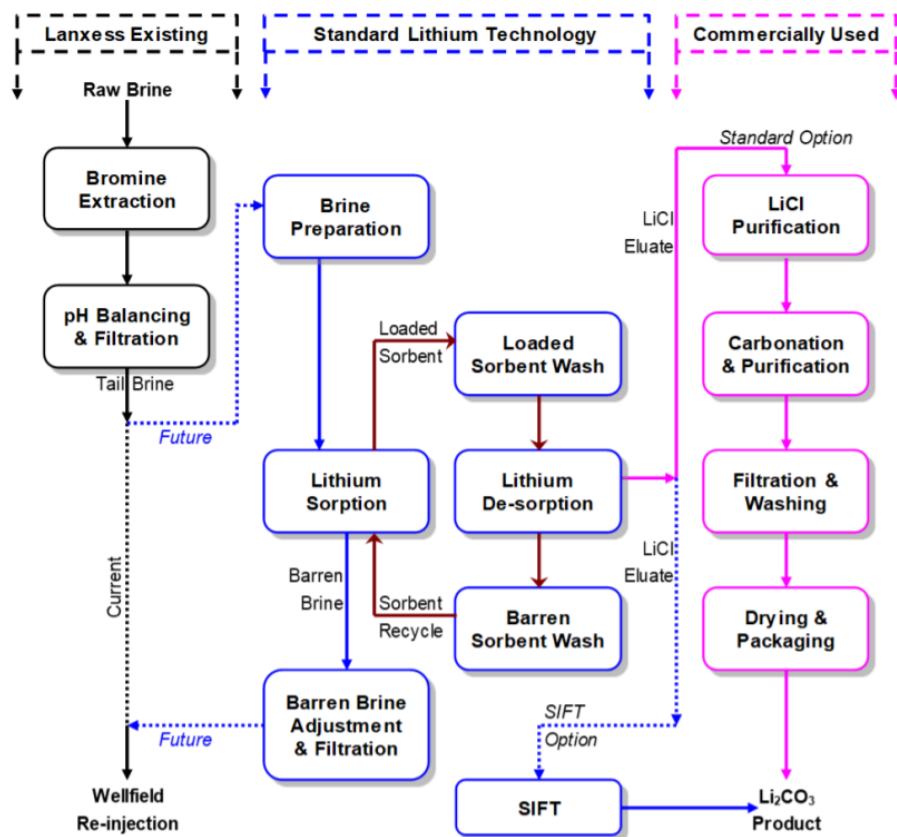 Lanxess Existing
Standard Lithium Technology
Commercially Used
Raw Brine
Bromine
Extraction
pH Balancing
& Filtration
Tail Brine
Future
Current
Wellfield
Re-injection
Brine
Preparation
Lithium
Sorption
Barren
Brine
Barren Brine
Adjustment
& Filtration
Future
Loaded
Sorbent
Loaded
Sorbent Wash
Lithium
De-sorption
Barren
Sorbent Wash
Sorbent
Recycle
LiCl
Eluate
LiCl
Eluate
SIFT
Option
SIFT
Standard Option
LiCl
Purification
Carbonation
& Purification
Filtration &
Washing
Drying &
Packaging
Li₂CO₃
Product